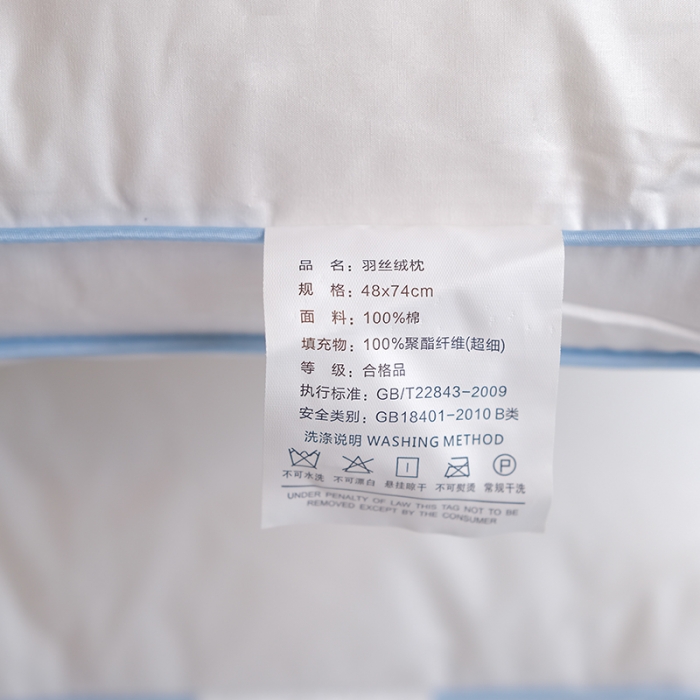 品 名：羽丝绒枕
规 格：48x74cm
面 料：100%棉
填充物：100%聚酯纤维(超细)
等 级：合格品
执行标准：GB/T22843-2009
安全类别：GB18401-2010 B类
洗涤说明 WASHING METHOD
P
不可水洗 不可漂白 悬挂晾干 不可熨烫 常规干洗
UNDER PENALTY OF LAW THIS TAG NOT TO BE
REMOVED EXCEPT BY THE CONSUMER